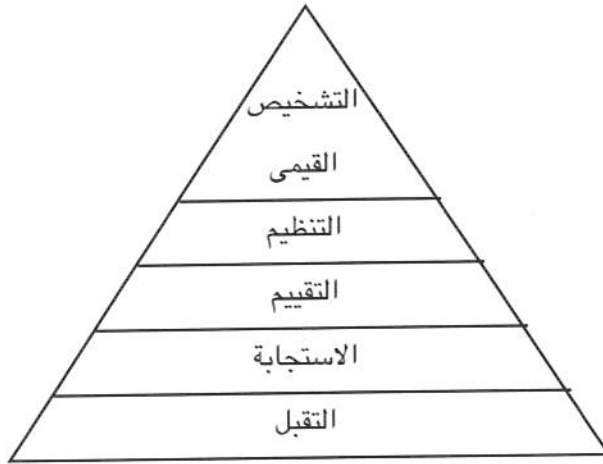 التشخيص
القيمى
التنظيم
التقييم
الاستجابة
التقبل